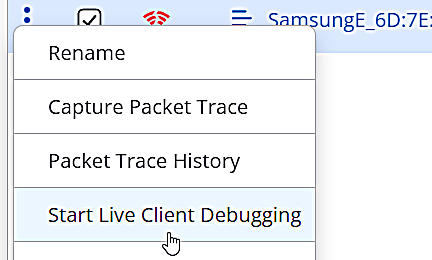 SamsungE_6D:7E:
Rename
Capture Packet Trace
Packet Trace History
Start Live Client Debugging